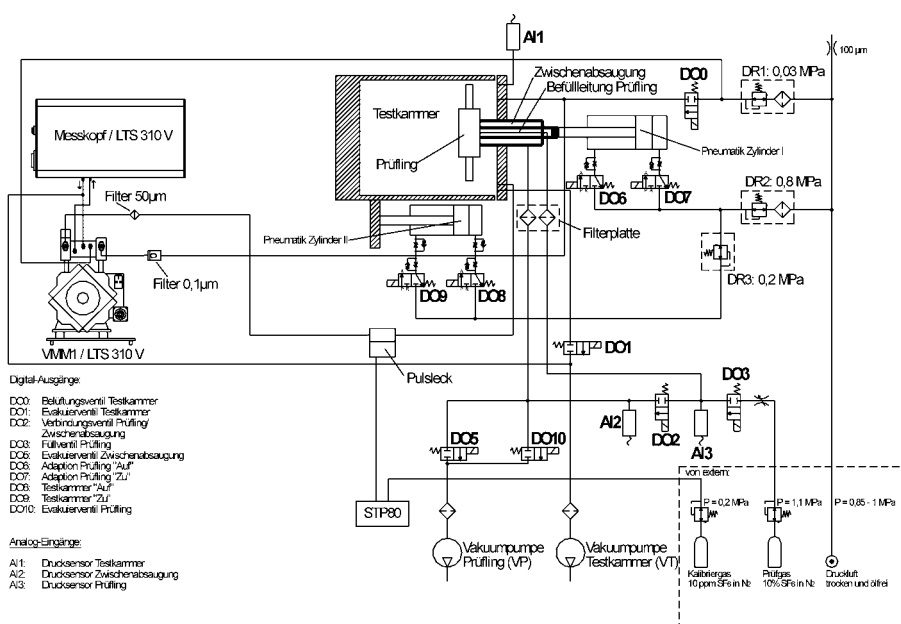 AI1
100 µm
Zwischenabsaugung
Befüllleitung Prüfling
DO0
DR1: 0,03 MPa
Testkammer
Messkopf / LTS 310 V
Prüfling
Pneumatik Zylinder I
Filter 50µm
DO6
DO7
DR2: 0,8 MPa
Pneumatik Zylinder II
Filterplatte
Filter 0,1µm
DO9
DO8
DR3: 0,2 MPa
VMM1 / LTS 310 V
DO1
Pulsleck
DO3
Digital-Ausgänge:
DO0: Belüftungsventil Testkammer
DO1: Evakuierventil Testkammer
DO2: Verbindungsventil Prüfling/
Zwischenabsaugung
DO3: Füllventil Prüfling
DO5: Evakuierventil Zwischenabsaugung
DO6: Adaption Prüfling "Auf"
DO7: Adaption Prüfling "Zu"
DO8: Testkammer "Auf"
DO9: Testkammer "Zu"
DO10: Evakuierventil Prüfling
AI2
DO2
AI3
DO5
DO10
von extern:
P = 0,2 MPa
P = 1,1 MPa
P = 0,85 - 1 MPa
STP80
Analog-Eingänge:
AI1: Drucksensor Testkammer
AI2: Drucksensor Zwischenabsaugung
AI3: Drucksensor Prüfling
Vakuumpumpe
Prüfling (VP)
Vakuumpumpe
Testkammer (VT)
Kalibriergas
10 ppm SF₆ in N₂
Prüfgas
10% SF₆ in N₂
Druckluft
trocken und ölfrei